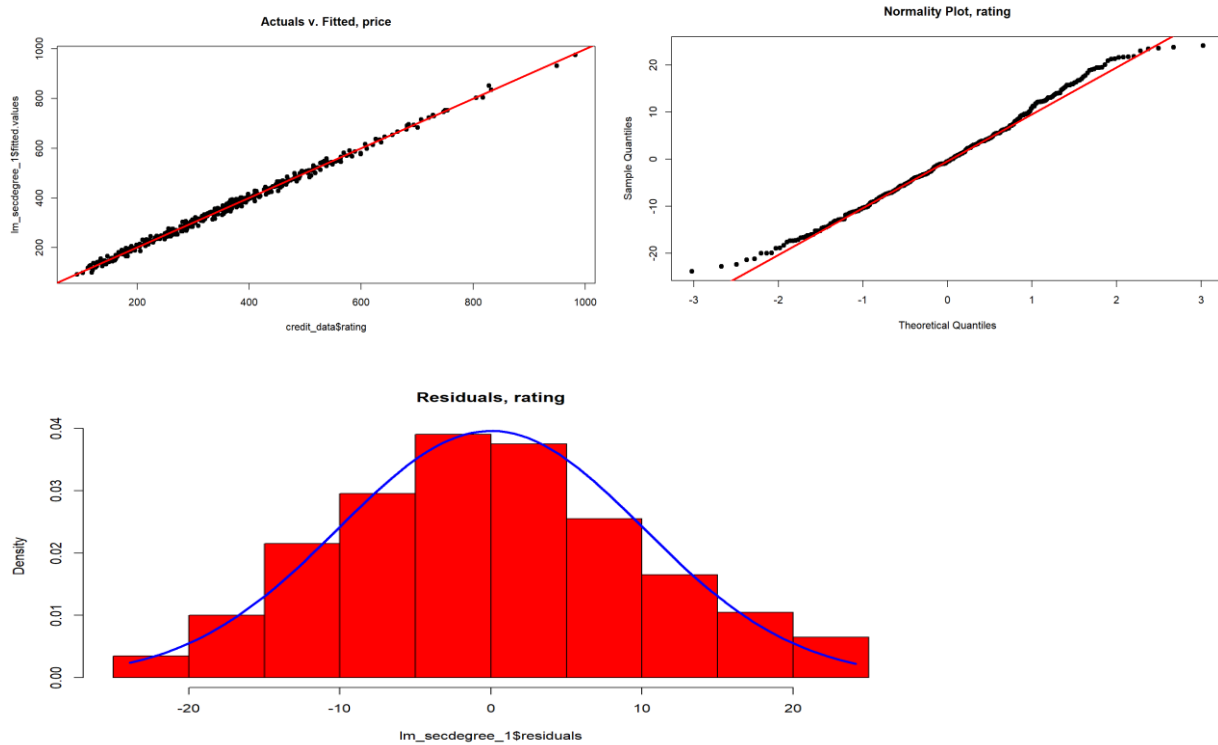 Actuals v. Fitted, price
lm_secdegree_1$fitted.values
1000
800
600
400
200
200 400 600 800 1000
credit_data$rating
Normality Plot, rating
Sample Quantiles
20
10
0
-10
-20
-3 -2 -1 0 1 2 3
Theoretical Quantiles
Residuals, rating
Density
0.04
0.03
0.02
0.01
0.00
-20 -10 0 10 20
lm_secdegree_1$residuals